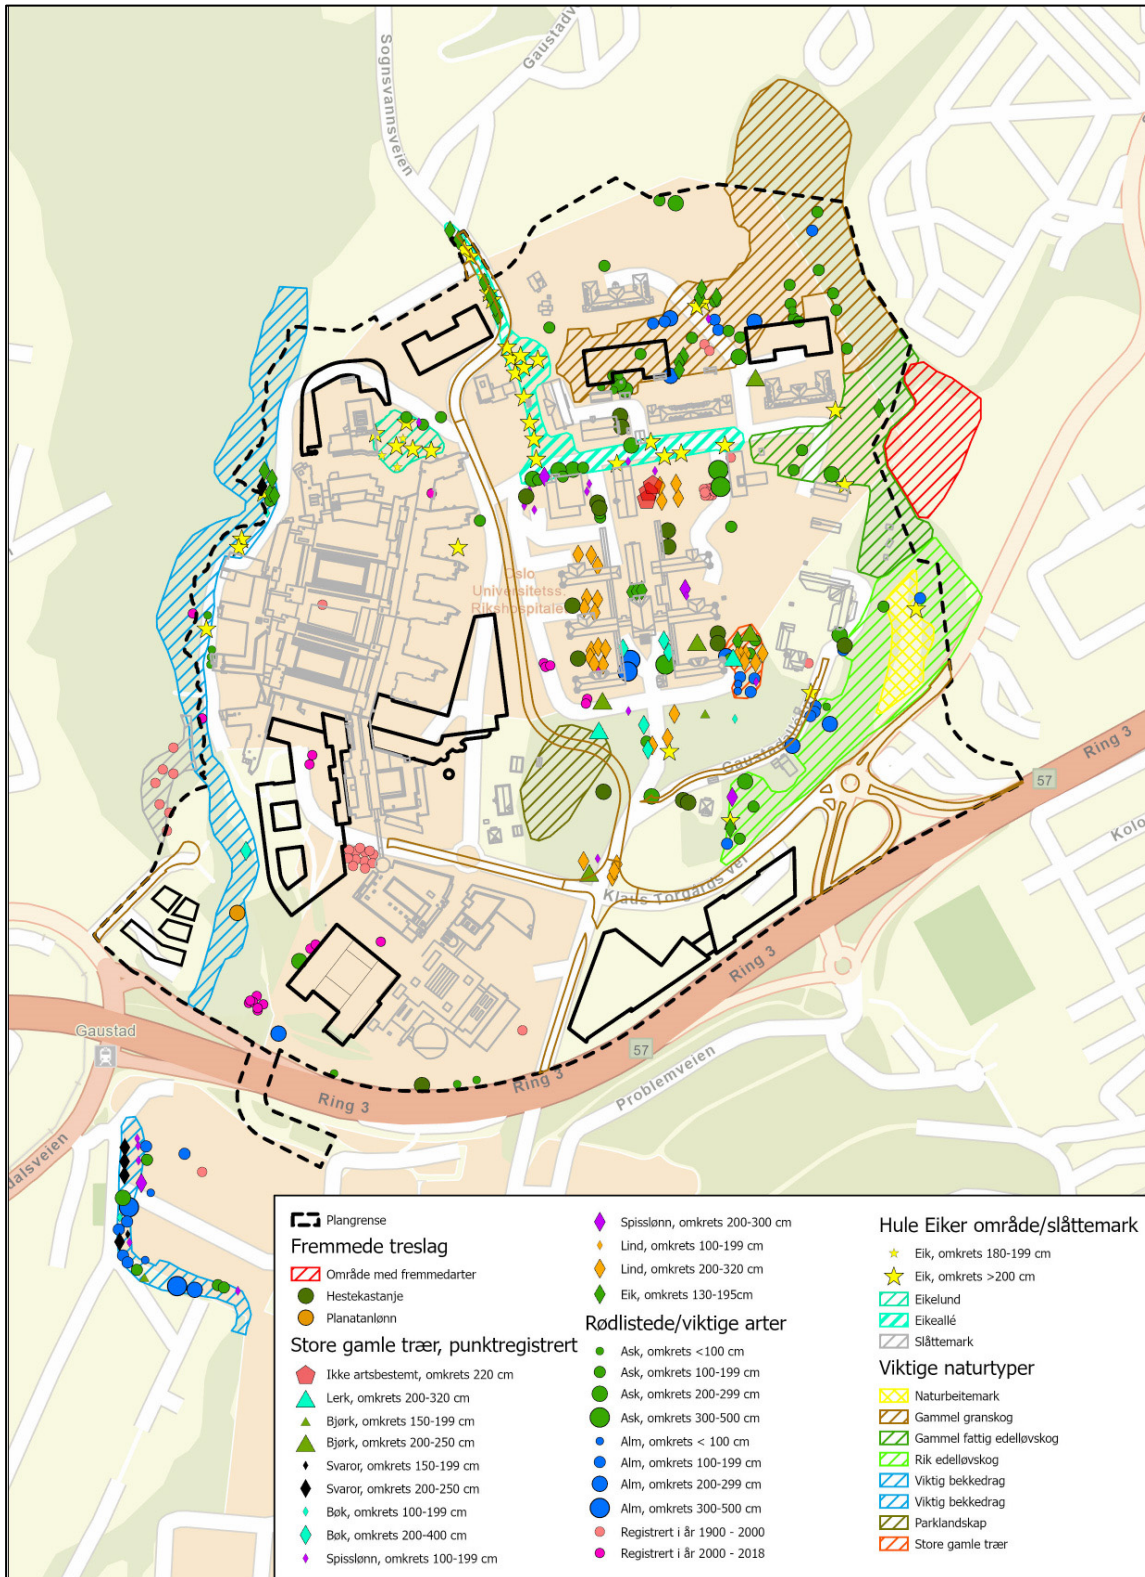 Sognsvannsveien
Gaustadv
Oslo
Universitetss.
Rikshospitale
Gaustadallé
Klaus Torgårds vei
Ring 3
57
Kolo
Ring 3
57
Ring 3
Ring 3
Problemveien
Gaustad
dalsveien
Plangrense
Fremmede treslag
Område med fremmedarter
Hestekastanje
Planatanlønn
Store gamle trær, punktregistrert
Ikke artsbestemt, omkrets 220 cm
Lerk, omkrets 200-320 cm
Bjørk, omkrets 150-199 cm
Bjørk, omkrets 200-250 cm
Svaror, omkrets 150-199 cm
Svaror, omkrets 200-250 cm
Bøk, omkrets 100-199 cm
Bøk, omkrets 200-400 cm
Spisslønn, omkrets 100-199 cm
Spisslønn, omkrets 200-300 cm
Lind, omkrets 100-199 cm
Lind, omkrets 200-320 cm
Eik, omkrets 130-195cm
Rødlistede/viktige arter
Ask, omkrets <100 cm
Ask, omkrets 100-199 cm
Ask, omkrets 200-299 cm
Ask, omkrets 300-500 cm
Alm, omkrets < 100 cm
Alm, omkrets 100-199 cm
Alm, omkrets 200-299 cm
Alm, omkrets 300-500 cm
Registrert i år 1900 - 2000
Registrert i år 2000 - 2018
Hule Eiker område/slåttemark
Eik, omkrets 180-199 cm
Eik, omkrets >200 cm
Eikelund
Eikeallé
Slåttemark
Viktige naturtyper
Naturbeitemark
Gammel granskog
Gammel fattig edelløvskog
Rik edelløvskog
Viktig bekkedrag
Viktig bekkedrag
Parklandskap
Store gamle trær